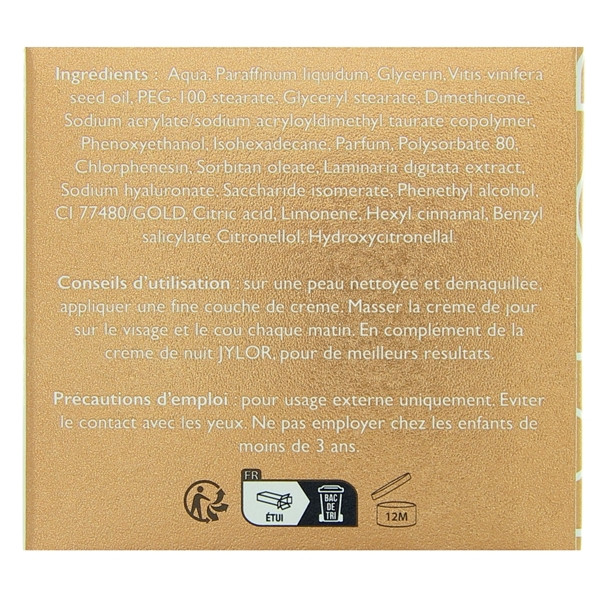 Ingredients : Aqua, Paraffinum liquidum, Glycerin, Vitis vinifera
seed oil, PEG-100 stearate, Glyceryl stearate, Dimethicone,
Sodium acrylate/sodium acryloyldimethyl taurate copolymer,
Phenoxyethanol, Isohexadecane, Parfum, Polysorbate 80,
Chlorphenesin, Sorbitan oleate, Laminaria digitata extract,
Sodium hyaluronate, Saccharide isomerate, Phenethyl alcohol,
CI 77480/GOLD, Citric acid, Limonene, Hexyl cinnamal, Benzyl
salicylate Citronellol, Hydroxycitronellal
Conseils d'utilisation : sur une peau nettoyée et démaquillée,
appliquer une fine couche de crème. Masser la crème de jour
sur le visage et le cou chaque matin. En complément de la
crème de nuit JYLOR, pour de meilleurs resultats.
Précautions d'emploi : pour usage externe uniquement. Éviter
le contact avec les yeux. Ne pas employer chez les enfants de
moins de 3 ans.
FR
ÉTUI
BAC
DE
TRI
12M